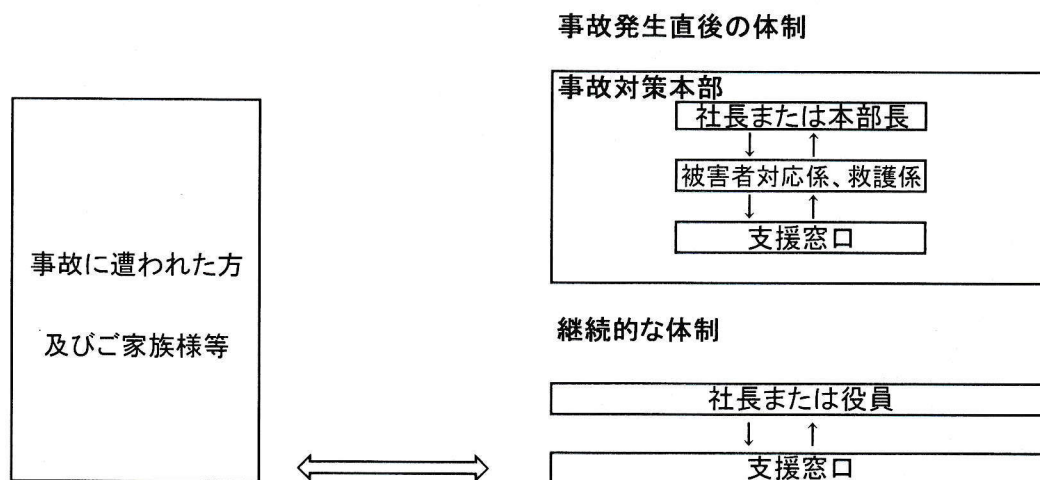 事故発生直後の体制
事故対策本部
社長または本部長
↓ ↑
被害者対応係、救護係
↓ ↑
支援窓口
事故に遭われた方
及びご家族様等
継続的な体制
社長または役員
↓ ↑
支援窓口